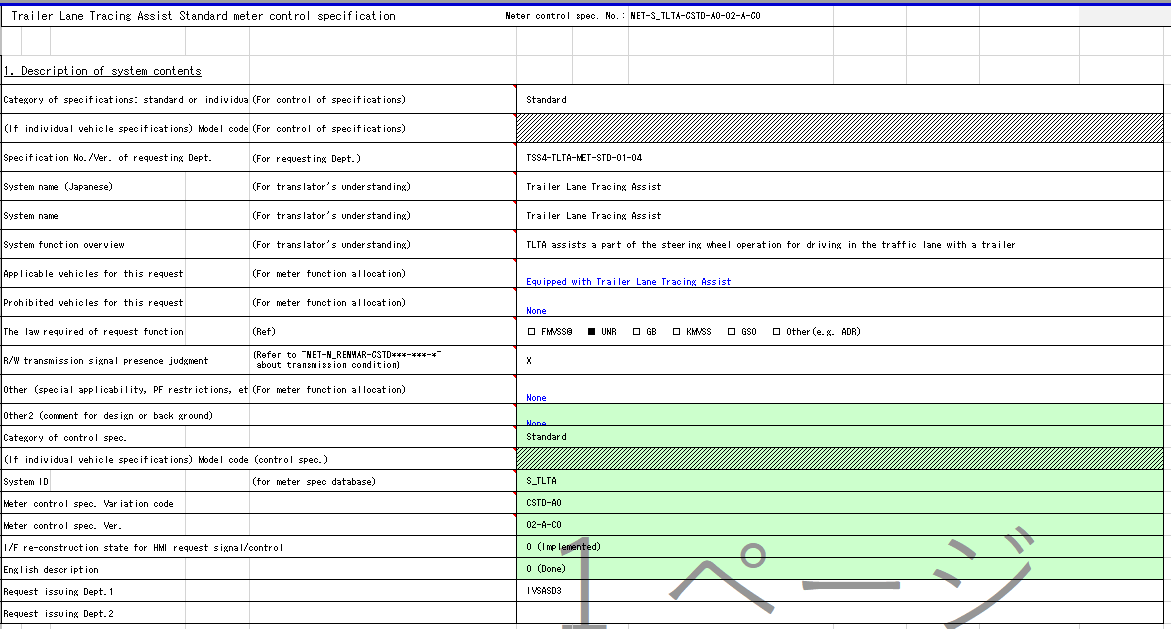 Trailer Lane Tracing Assist Standard meter control specification Meter control spec. No.: MET-S_TLTA-CSTD-A0-02-A-C0
1. Description of system contents
Category of specifications: standard or individua (For control of specifications) Standard
(If individual vehicle specifications) Model code (For control of specifications)
Specification No./Ver. of requesting Dept. (For requesting Dept.) TSS4-TLTA-MET-STD-01-04
System name (Japanese) (For translator's understanding) Trailer Lane Tracing Assist
System name (For translator's understanding) Trailer Lane Tracing Assist
System function overview (For translator's understanding) TLTA assists a part of the steering wheel operation for driving in the traffic lane with a trailer
Applicable vehicles for this request (For meter function allocation) Equipped with Trailer Lane Tracing Assist
Prohibited vehicles for this request (For meter function allocation) None
The law required of request function (Ref) □ FMVSS® ■ UNR □ GB □ KMVSS □ GSO □ Other(e.g. ADR)
R/W transmission signal presence judgment (Refer to "MET-M_REMWAR-CSTD***-***-*"
about transmission condition) X
Other (special applicability, PF restrictions, et (For meter function allocation) None
Other2 (comment for design or back ground) None
Category of control spec. Standard
(If individual vehicle specifications) Model code (control spec.)
System ID (for meter spec database) S_TLTA
Meter control spec. Variation code CSTD-A0
Meter control spec. Ver. 02-A-C0
I/F re-construction state for HMI request signal/control O (Implemented)
English description O (Done)
Request issuing Dept.1 IVSASD3
Request issuing Dept.2
1 ページ